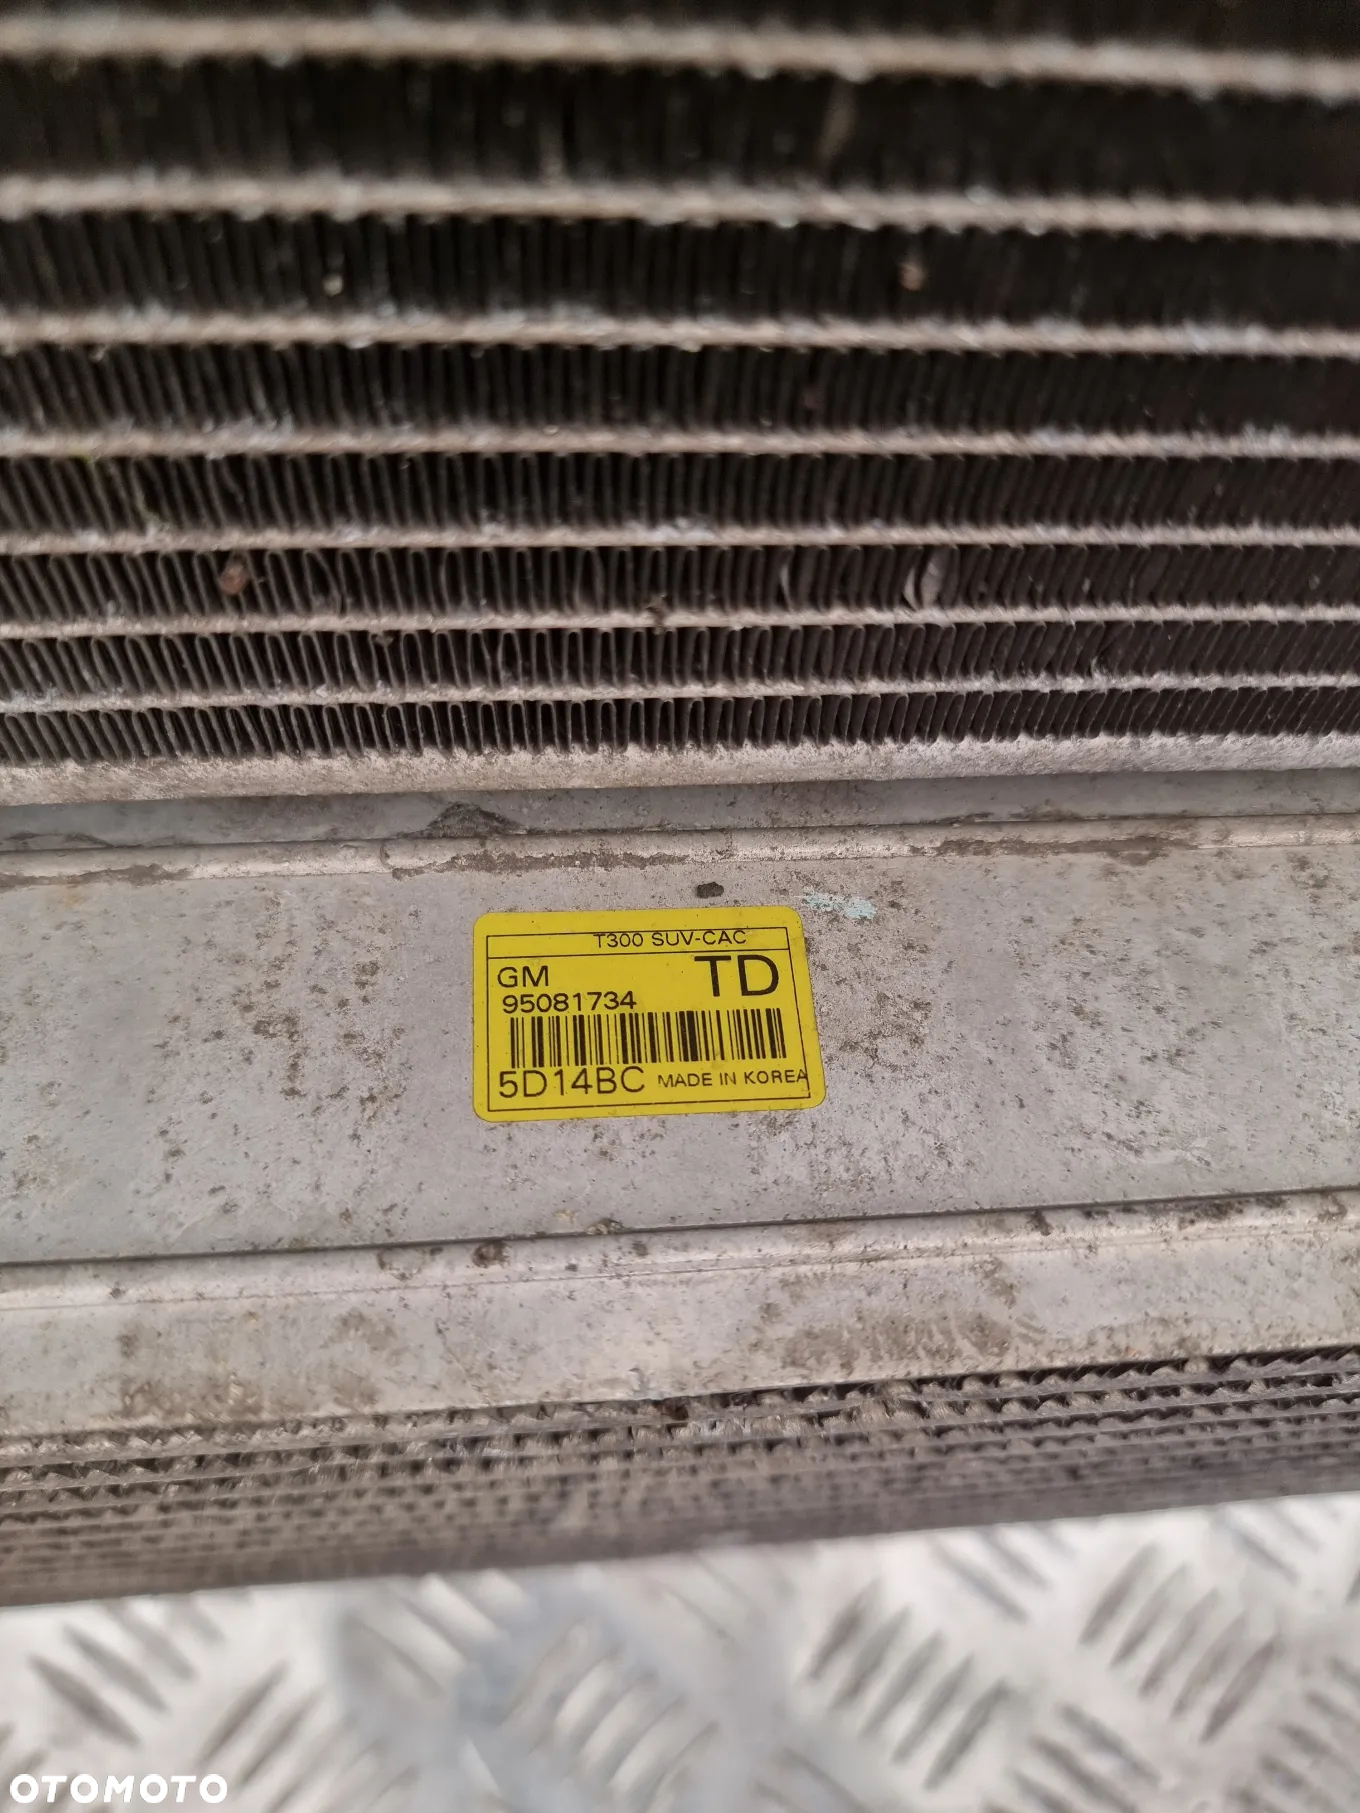 T300 SUV-CAC
GM
TD
95081734
5D14BC MADE IN KOREA
OTOMOTO